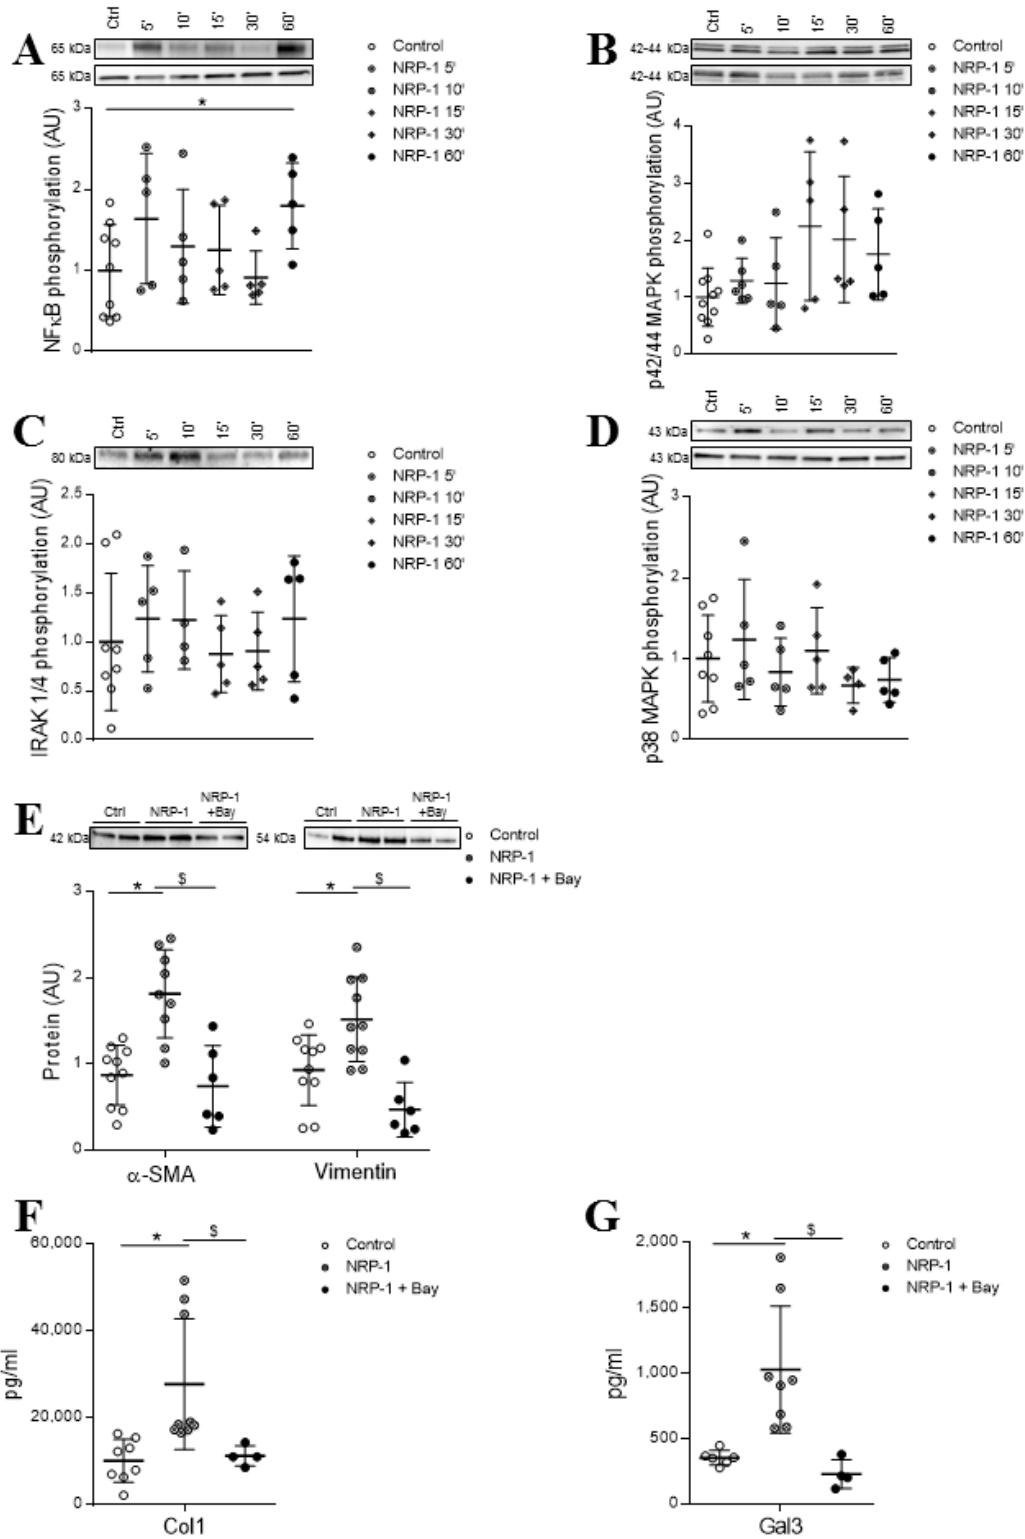 A
Ctrl 5' 10' 15' 30' 60'
65 kDa
65 kDa
Control
NRP-1 5'
NRP-1 10'
NRP-1 15'
NRP-1 30'
NRP-1 60'
NFκB phosphorylation (AU)
3
2
1
0
*
B
Ctrl 5' 10' 15' 30' 60'
42-44 kDa
42-44 kDa
Control
NRP-1 5'
NRP-1 10'
NRP-1 15'
NRP-1 30'
NRP-1 60'
p42/44 MAPK phosphorylation (AU)
4
3
2
1
0
C
Ctrl 5' 10' 15' 30' 60'
80 kDa
Control
NRP-1 5'
NRP-1 10'
NRP-1 15'
NRP-1 30'
NRP-1 60'
IRAK 1/4 phosphorylation (AU)
2.5
2.0
1.5
1.0
0.5
0.0
D
Ctrl 5' 10' 15' 30' 60'
43 kDa
43 kDa
Control
NRP-1 5'
NRP-1 10'
NRP-1 15'
NRP-1 30'
NRP-1 60'
p38 MAPK phosphorylation (AU)
3
2
1
0
E
Ctrl NRP-1 NRP-1
+Bay
42 kDa
Ctrl NRP-1 NRP-1
+Bay
54 kDa
Control
NRP-1
NRP-1 + Bay
* $ * $
Protein (AU)
3
2
1
0
α-SMA Vimentin
F
* $
Control
NRP-1
NRP-1 + Bay
pg/ml
60,000
40,000
20,000
0
Col1
G
* $
Control
NRP-1
NRP-1 + Bay
pg/ml
2,000
1,500
1,000
500
0
Gal3